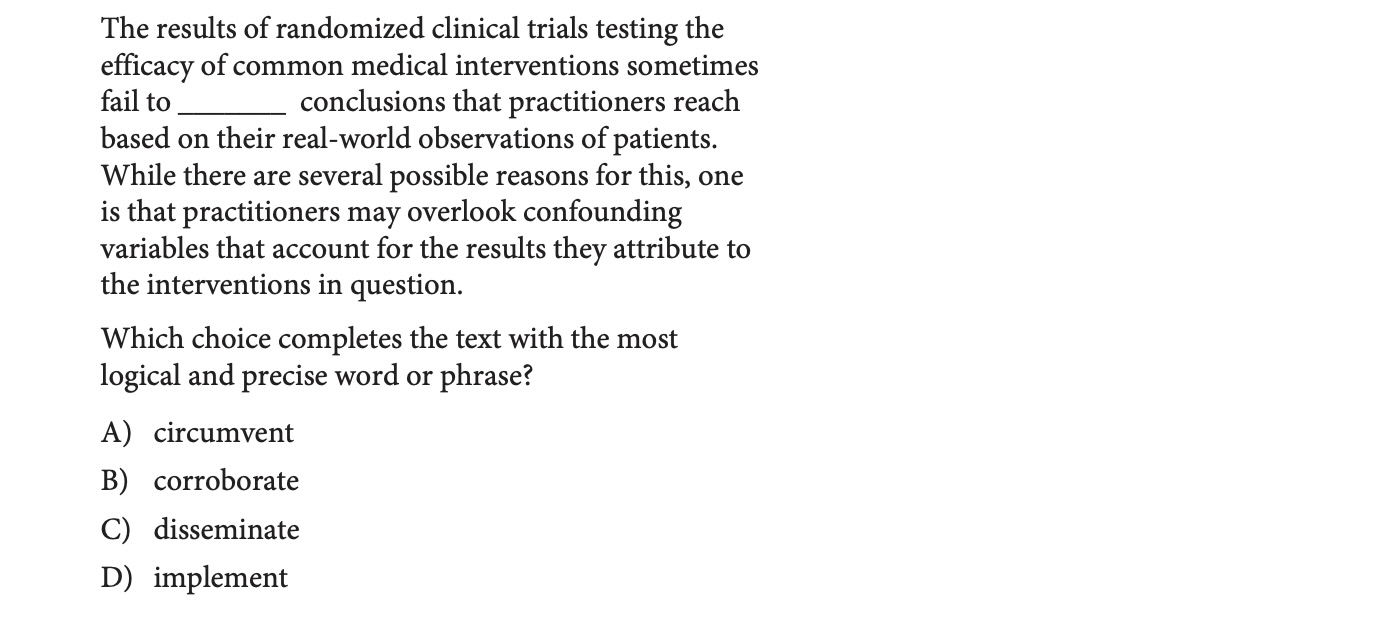 The results of randomized clinical trials testing the
efficacy of common medical interventions sometimes
fail to _______ conclusions that practitioners reach
based on their real-world observations of patients.
While there are several possible reasons for this, one
is that practitioners may overlook confounding
variables that account for the results they attribute to
the interventions in question.
Which choice completes the text with the most
logical and precise word or phrase?
A) circumvent
B) corroborate
C) disseminate
D) implement